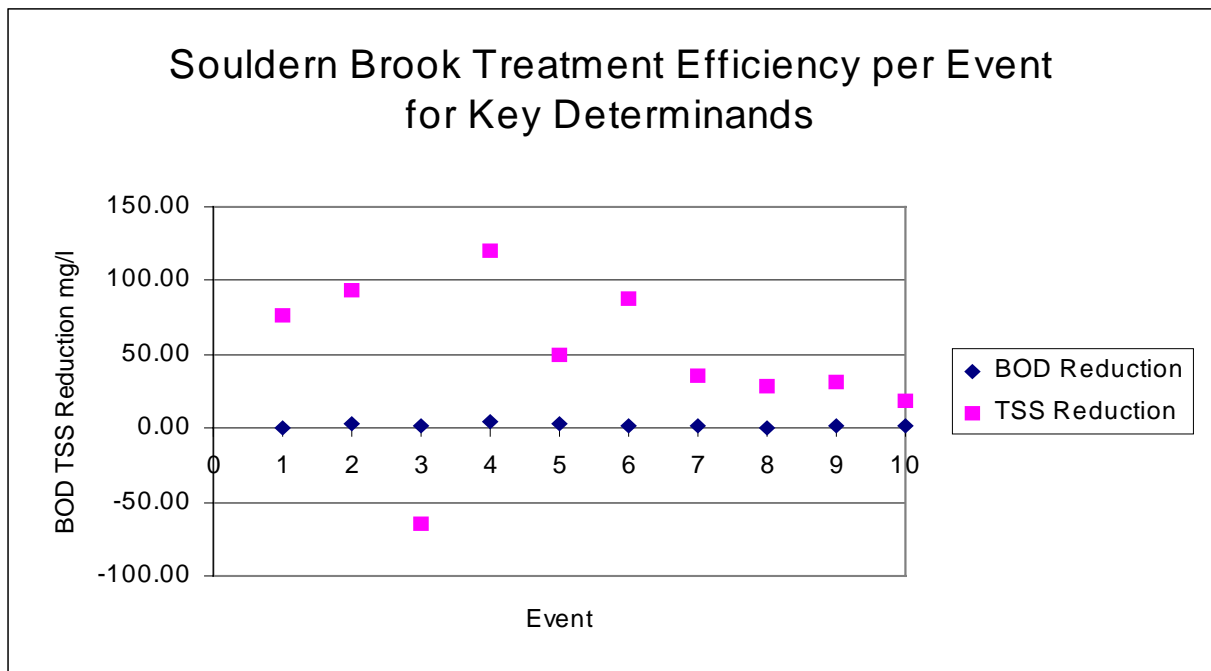 Souldern Brook Treatment Efficiency per Event
for Key Determinands
BOD TSS Reduction mg/l
150.00
100.00
50.00
0.00
-50.00
-100.00
0 1 2 3 4 5 6 7 8 9 10
Event
BOD Reduction
TSS Reduction